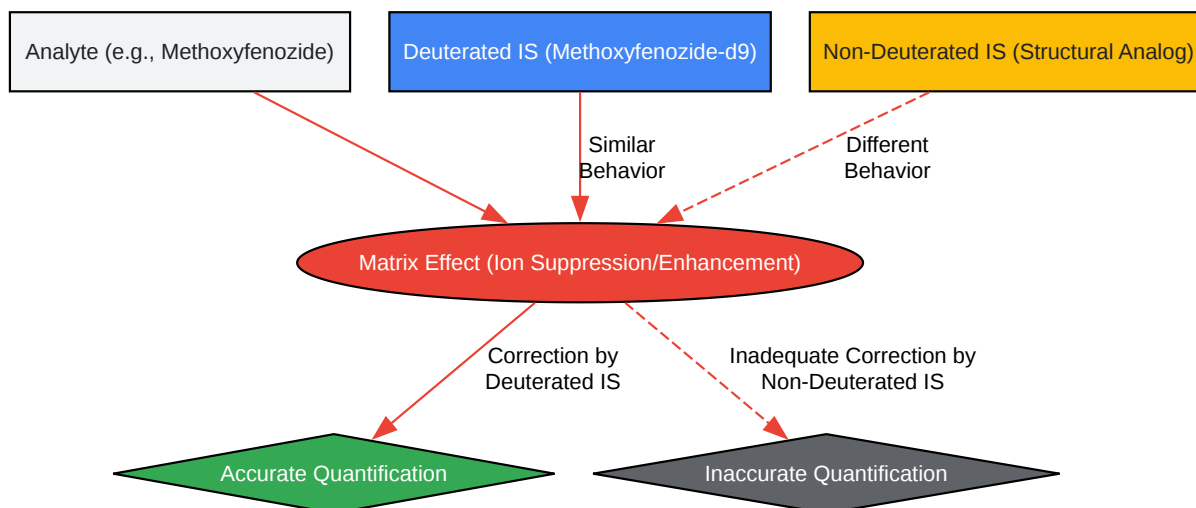 Analyte (e.g., Methoxyfenozide)
Deuterated IS (Methoxyfenozide-d9)
Non-Deuterated IS (Structural Analog)
Similar
Behavior
Different
Behavior
Matrix Effect (Ion Suppression/Enhancement)
Correction by
Deuterated IS
Inadequate Correction by
Non-Deuterated IS
Accurate Quantification
Inaccurate Quantification